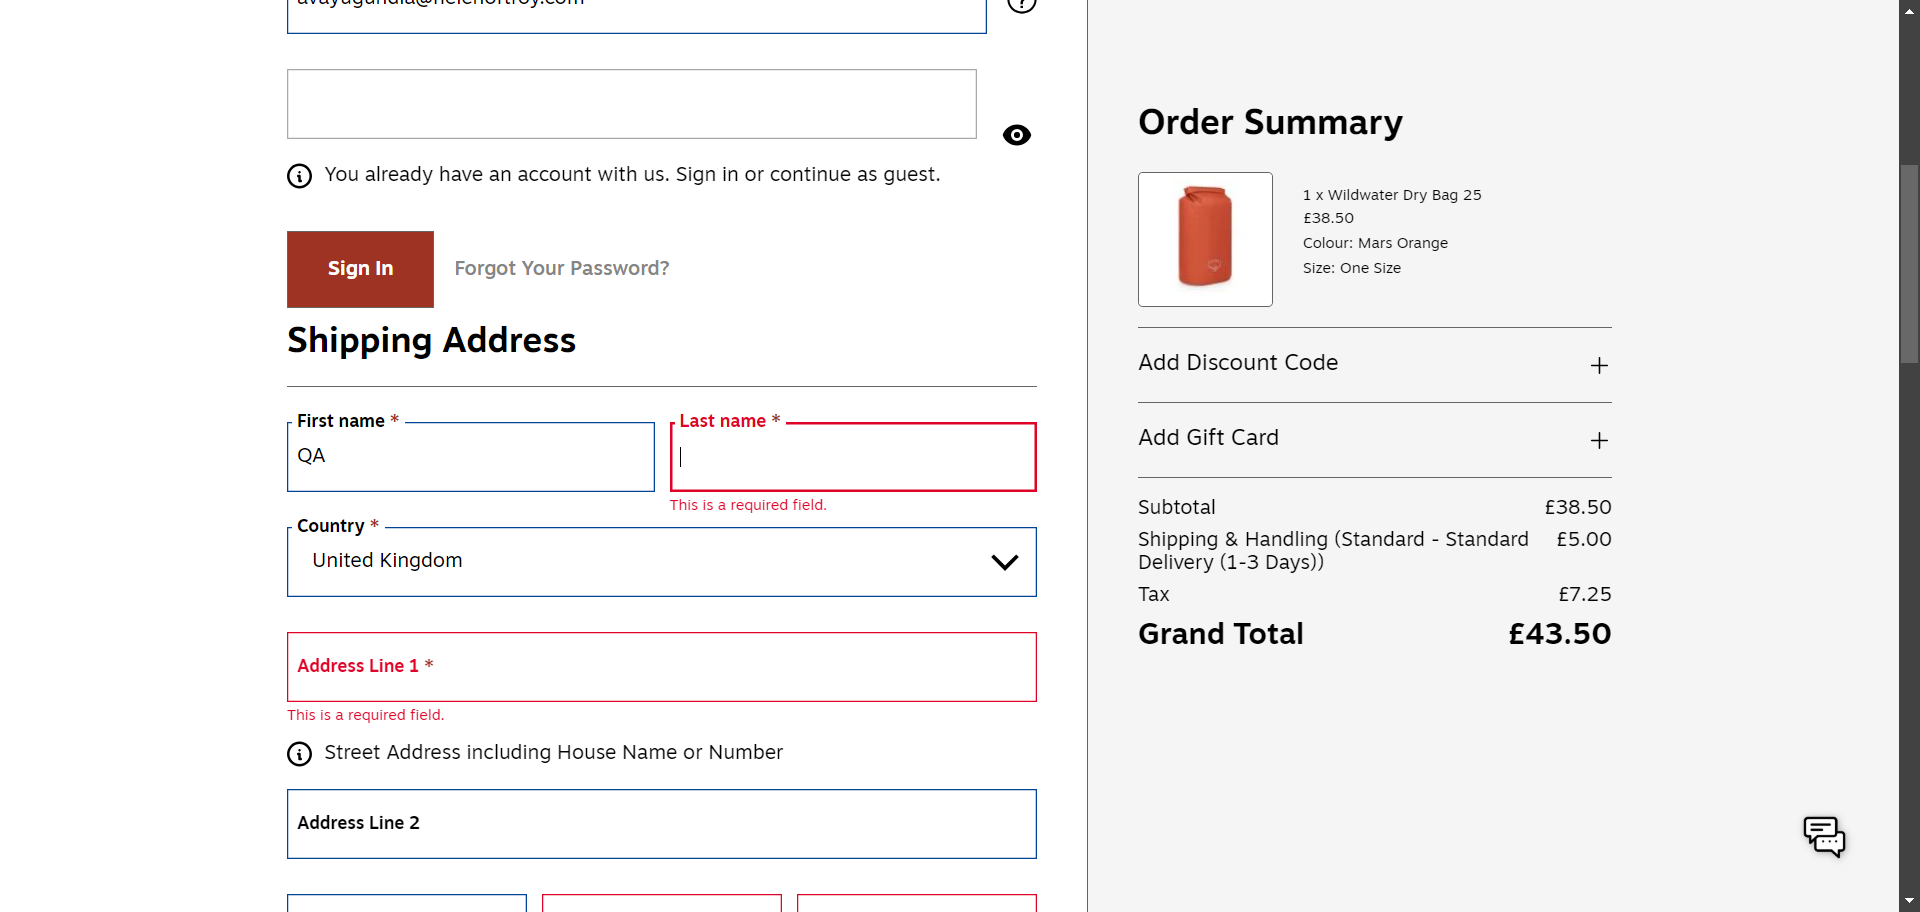 You already have an account with us. Sign in or continue as guest.
Sign In
Forgot Your Password?
Shipping Address
First name *
QA
Last name *
This is a required field.
Country *
United Kingdom
Address Line 1 *
This is a required field.
Street Address including House Name or Number
Address Line 2
Order Summary
1 x Wildwater Dry Bag 25
£38.50
Colour: Mars Orange
Size: One Size
Add Discount Code
Add Gift Card
Subtotal £38.50
Shipping & Handling (Standard - Standard £5.00
Delivery (1-3 Days))
Tax £7.25
Grand Total £43.50